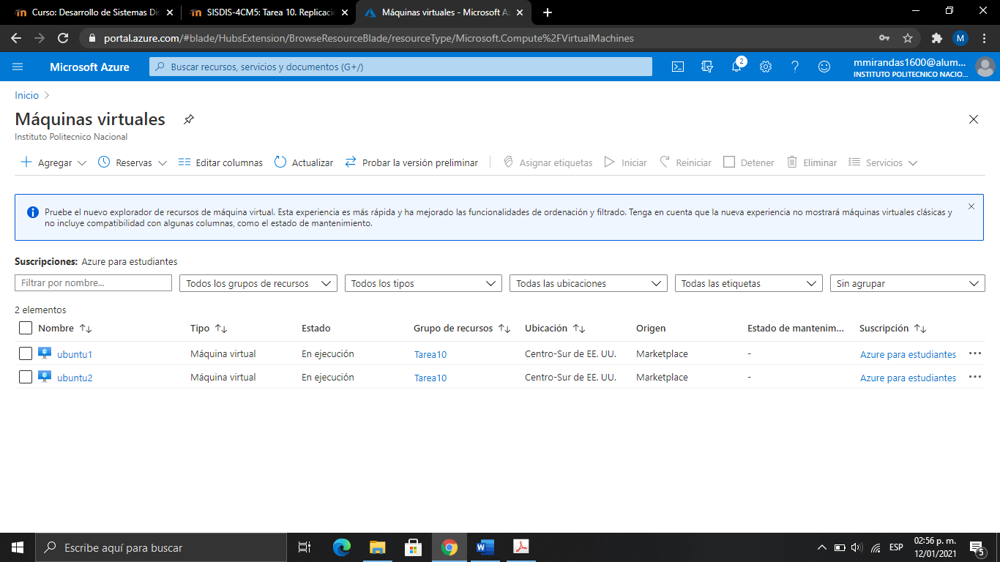 Curso: Desarrollo de Sistemas Dis
SISDIS-4CM5: Tarea 10. Replicació
Máquinas virtuales - Microsoft Az
portal.azure.com/#blade/HubsExtension/BrowseResourceBlade/resourceType/Microsoft.Compute%2FVirtualMachines
M
Microsoft Azure
Buscar recursos, servicios y documentos (G+/)
2
mmirandas1600@alum...
INSTITUTO POLITECNICO NACIO...
Inicio
Máquinas virtuales
Instituto Politecnico Nacional
Agregar Reservas Editar columnas Actualizar Probar la versión preliminar Asignar etiquetas Iniciar Reiniciar Detener Eliminar Servicios
Pruebe el nuevo explorador de recursos de máquina virtual. Esta experiencia es más rápida y ha mejorado las funcionalidades de ordenación y filtrado. Tenga en cuenta que la nueva experiencia no mostrará máquinas virtuales clásicas y
no incluye compatibilidad con algunas columnas, como el estado de mantenimiento.
Suscripciones: Azure para estudiantes
Filtrar por nombre... Todos los grupos de recursos Todos los tipos Todas las ubicaciones Todas las etiquetas Sin agrupar
2 elementos
Nombre Tipo Estado Grupo de recursos Ubicación Origen Estado de mantenim... Suscripción
ubuntu1 Máquina virtual En ejecución Tarea10 Centro-Sur de EE. UU. Marketplace - Azure para estudiantes
ubuntu2 Máquina virtual En ejecución Tarea10 Centro-Sur de EE. UU. Marketplace - Azure para estudiantes
Escribe aquí para buscar
ESP
02:56 p. m.
12/01/2021
5